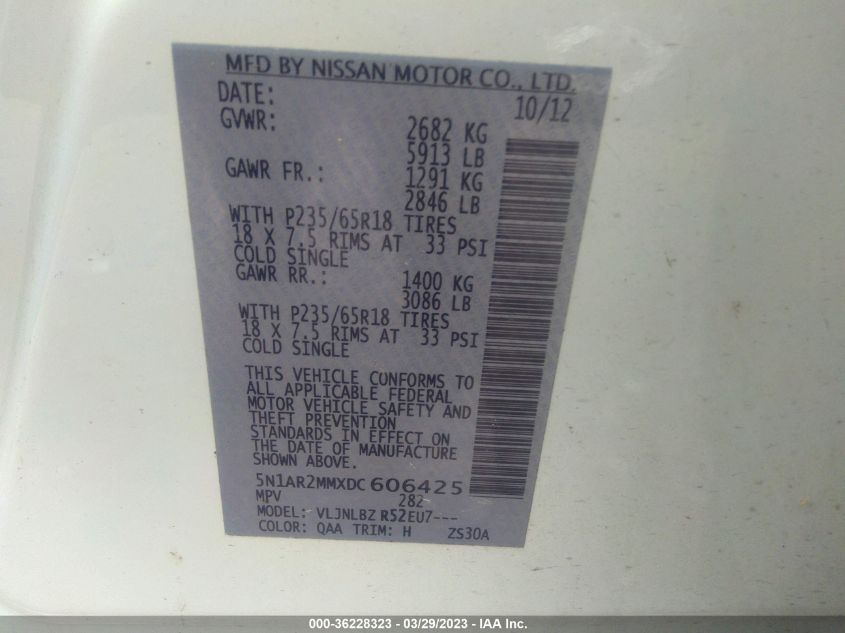 MFD BY NISSAN MOTOR CO., LTD.
DATE: 10/12
GVWR: 2682 KG
5913 LB
GAWR FR.: 1291 KG
2846 LB
WITH P235/65R18 TIRES
18 X 7.5 RIMS AT 33 PSI
COLD SINGLE
GAWR RR.: 1400 KG
3086 LB
WITH P235/65R18 TIRES
18 X 7.5 RIMS AT 33 PSI
COLD SINGLE
THIS VEHICLE CONFORMS TO
ALL APPLICABLE FEDERAL
MOTOR VEHICLE SAFETY AND
THEFT PREVENTION
STANDARDS IN EFFECT ON
THE DATE OF MANUFACTURE
SHOWN ABOVE.
5N1AR2MMXDC606425
MPV 282
MODEL: VLJNLBZ R52EU7---
COLOR: QAA TRIM: H ZS30A
000-36228323 - 03/29/2023 - IAA Inc.